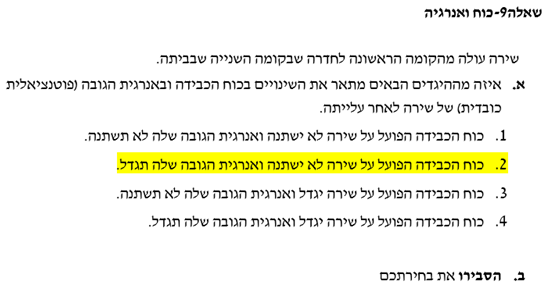 שאלה9-כוח ואנרגיה
שירה עולה מהקומה הראשונה לחדרה שבקומה השנייה שבביתה.
א. איזה מההיגדים הבאים מתאר את השינויים בכוח הכבידה ובאנרגית הגובה (פוטנציאלית
כובדית) של שירה לאחר עלייתה.
1. כוח הכבידה הפועל על שירה לא ישתנה ואנרגית הגובה שלה לא תשתנה.
2. כוח הכבידה הפועל על שירה לא ישתנה ואנרגית הגובה שלה תגדל.
3. כוח הכבידה הפועל על שירה יגדל ואנרגית הגובה שלה לא תשתנה.
4. כוח הכבידה הפועל על שירה יגדל ואנרגית הגובה שלה תגדל.
ב. הסבירו את בחירתכם